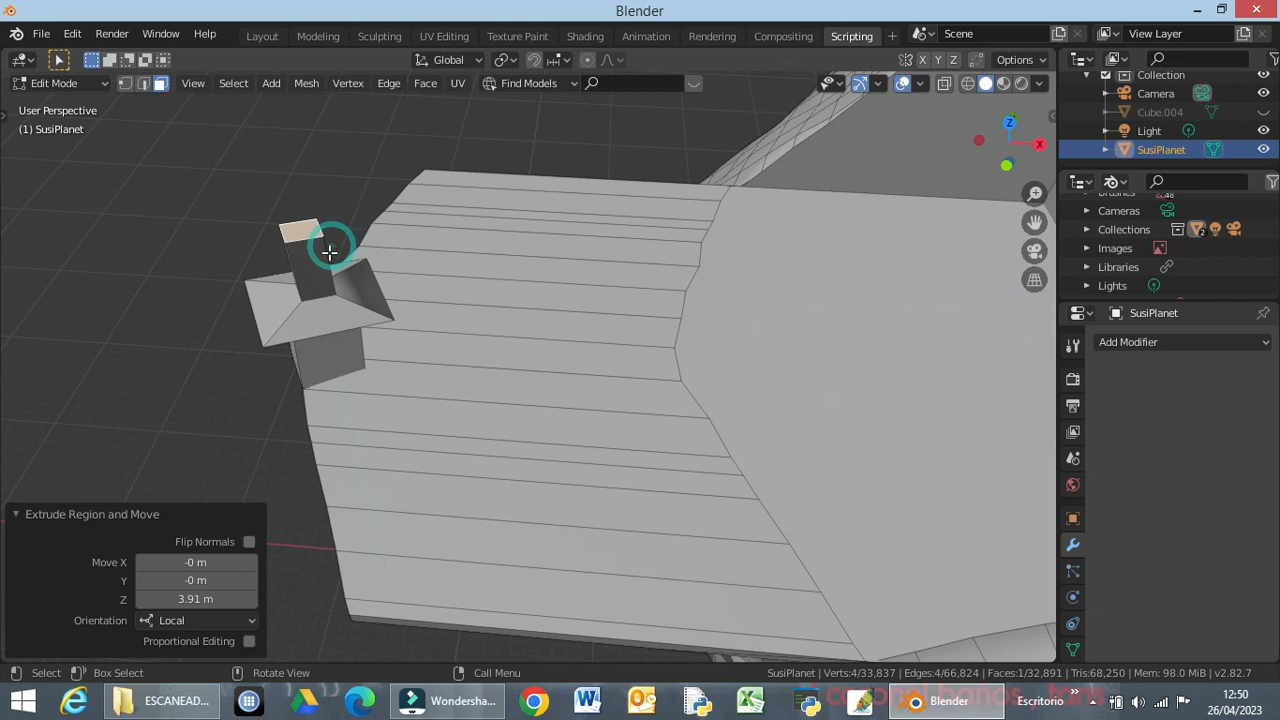 Blender
File Edit Render Window Help
Layout Modeling Sculpting UV Editing Texture Paint Shading Animation Rendering Compositing Scripting
Scene
View Layer
Global
X Y Z
Options
Edit Mode
View Select Add Mesh Vertex Edge Face UV
Find Modelers
User Perspective
(1) SusiPlanet
Z
X
Collection
Camera
Cube.004
Light
SusiPlanet
Cameras
Collections
2
Images
Libraries
Lights
SusiPlanet
Add Modifier
Extrude Region and Move
Flip Normals
Move X -0 m
Y -0 m
Z 3.91 m
Orientation Local
Proportional Editing
Select Box Select Rotate View Call Menu
SusiPlanet | Verts:4/33,837 | Edges:4/66,824 | Faces:1/32,891 | Tris:68,250 | Mem: 98.0 MiB | v2.82.7
ESCANEAD...
Wondersha...
Blender
Escritorio
12:50
26/04/2023